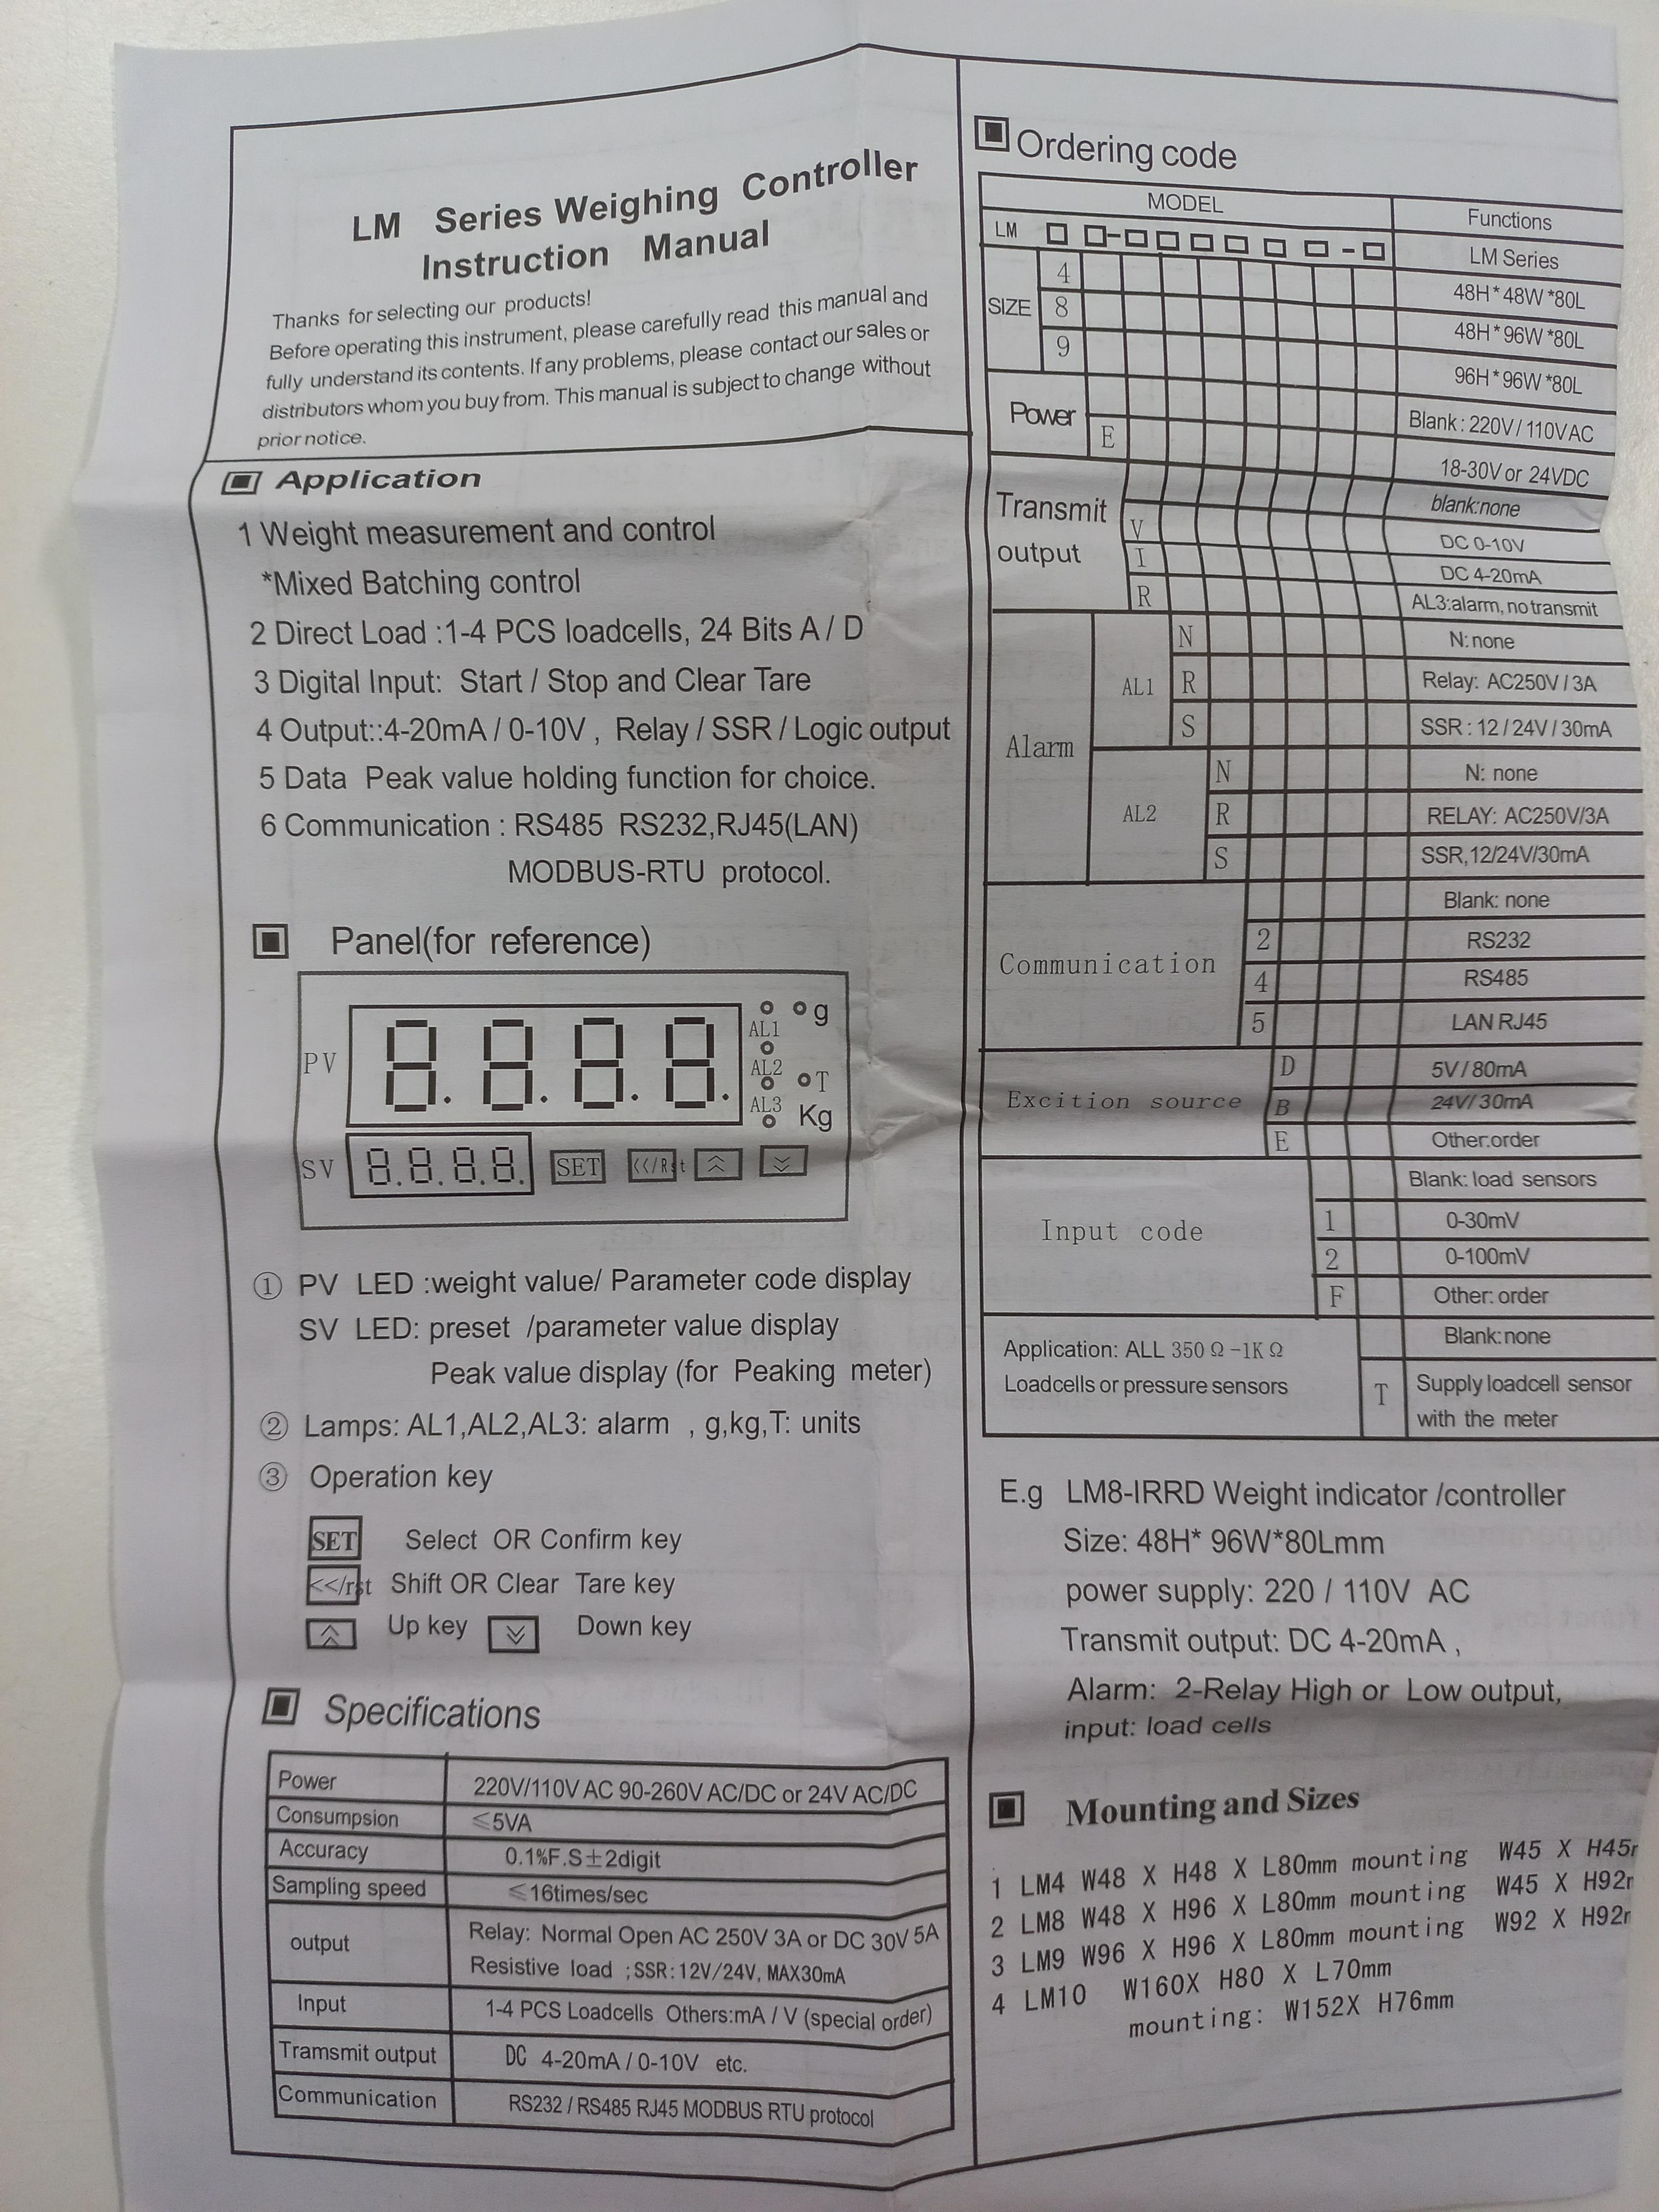 LM Series Weighing Controller
Instruction Manual
Thanks for selecting our products!
Before operating this instrument, please carefully read this manual and
fully understand its contents. If any problems, please contact our sales or
distributors whom you buy from. This manual is subject to change without
prior notice.
Application
1 Weight measurement and control
*Mixed Batching control
2 Direct Load :1-4 PCS loadcells, 24 Bits A / D
3 Digital Input: Start / Stop and Clear Tare
4 Output::4-20mA / 0-10V , Relay / SSR / Logic output
5 Data Peak value holding function for choice.
6 Communication : RS485 RS232,RJ45(LAN)
MODBUS-RTU protocol.
Panel(for reference)
PV 8.8.8.8.
AL1 g
AL2 T
AL3 Kg
SV 8.8.8.8. SET <</Rst
① PV LED :weight value/ Parameter code display
SV LED: preset /parameter value display
Peak value display (for Peaking meter)
② Lamps: AL1,AL2,AL3: alarm , g,kg,T: units
③ Operation key
SET Select OR Confirm key
<</rst Shift OR Clear Tare key
Up key Down key
Specifications
Power 220V/110V AC 90-260V AC/DC or 24V AC/DC
Consumpsion ≤5VA
Accuracy 0.1%F.S±2digit
Sampling speed ≤16times/sec
output Relay: Normal Open AC 250V 3A or DC 30V 5A
Resistive load ;SSR:12V/24V, MAX30mA
Input 1-4 PCS Loadcells Others:mA / V (special order)
Tramsmit output DC 4-20mA / 0-10V etc.
Communication RS232 / RS485 RJ45 MODBUS RTU protocol
Ordering code
MODEL Functions
LM □ □-□ □ □ □ □ □ -□ LM Series
SIZE 4 48H*48W*80L
8 48H*96W*80L
9 96H*96W*80L
Power Blank : 220V / 110VAC
E 18-30V or 24VDC
Transmit output blank:none
V DC 0-10V
I DC 4-20mA
R AL3:alarm, no transmit
Alarm AL1 N N: none
R Relay: AC250V / 3A
S SSR : 12 / 24V / 30mA
AL2 N N: none
R RELAY: AC250V/3A
S SSR,12/24V/30mA
Communication Blank: none
2 RS232
4 RS485
5 LAN RJ45
Excition source D 5V / 80mA
B 24V/ 30mA
E Other:order
Input code Blank: load sensors
1 0-30mV
2 0-100mV
F Other: order
Application: ALL 350 Ω -1K Ω Blank:none
Loadcells or pressure sensors T Supply loadcell sensor
with the meter
E.g LM8-IRRD Weight indicator /controller
Size: 48H* 96W*80Lmm
power supply: 220 / 110V AC
Transmit output: DC 4-20mA ,
Alarm: 2-Relay High or Low output,
input: load cells
Mounting and Sizes
1 LM4 W48 X H48 X L80mm mounting W45 X H45
2 LM8 W48 X H96 X L80mm mounting W45 X H92
3 LM9 W96 X H96 X L80mm mounting W92 X H92
4 LM10 W160X H80 X L70mm
mounting: W152X H76mm